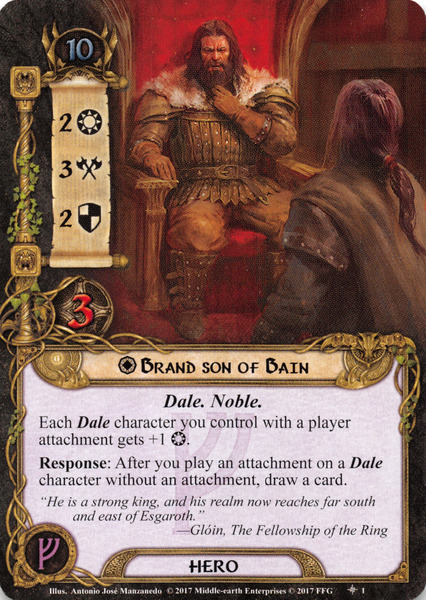 10
2
3
2
3
Brand son of Bain
Dale. Noble.
Each Dale character you control with a player
attachment gets +1 .
Response: After you play an attachment on a Dale
character without an attachment, draw a card.
“He is a strong king, and his realm now reaches far south
and east of Esgaroth.”
—Glóin, The Fellowship of the Ring
HERO
Illus. Antonio José Manzanedo © 2017 Middle-earth Enterprises © 2017 FFG 1